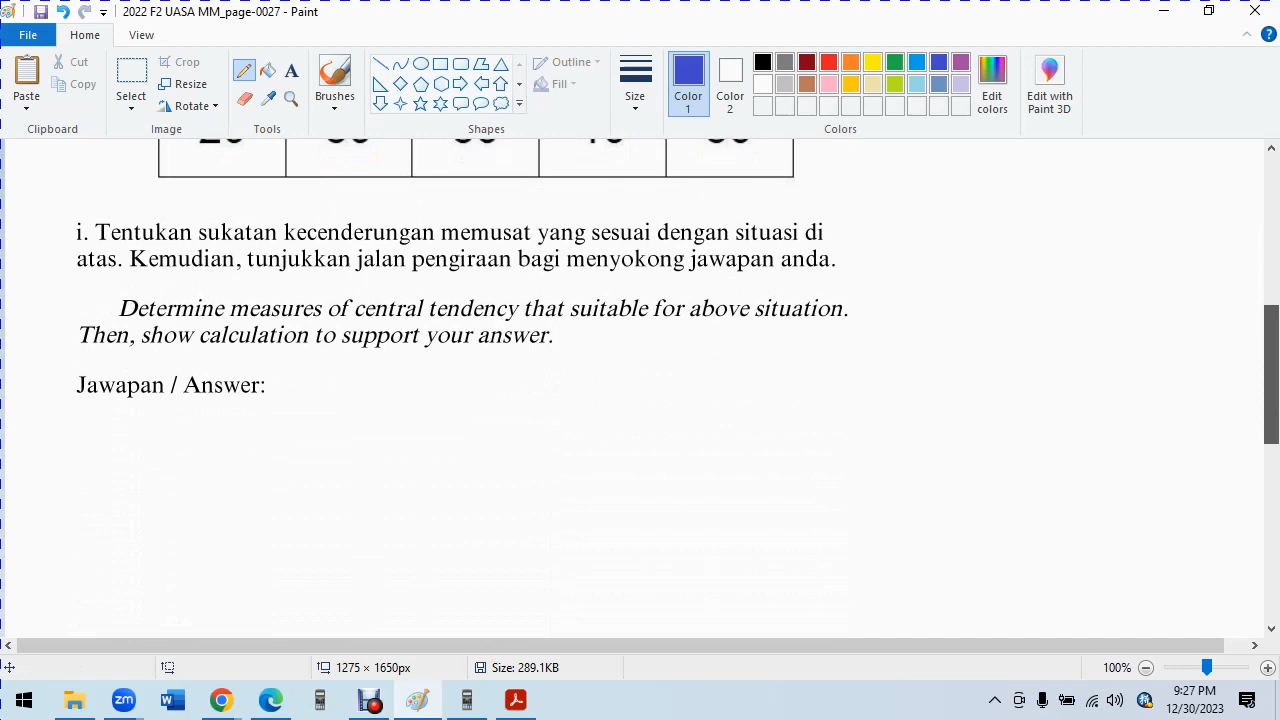 2022 F2 UASA MM_page-0027 - Paint
File Home View
Cut
Copy
Paste
Clipboard
Select
Crop
Resize
Rotate
Image
A
Tools
Brushes
Shapes
Outline
Fill
Size
Color 1
Color 2
Edit colors
Colors
Edit with Paint 3D
i. Tentukan sukatan kecenderungan memusat yang sesuai dengan situasi di
atas. Kemudian, tunjukkan jalan pengiraan bagi menyokong jawapan anda.
Determine measures of central tendency that suitable for above situation.
Then, show calculation to support your answer.
Jawapan / Answer:
1275 × 1650px
Size: 289.1KB
100%
zm
W
9:27 PM
12/30/2023